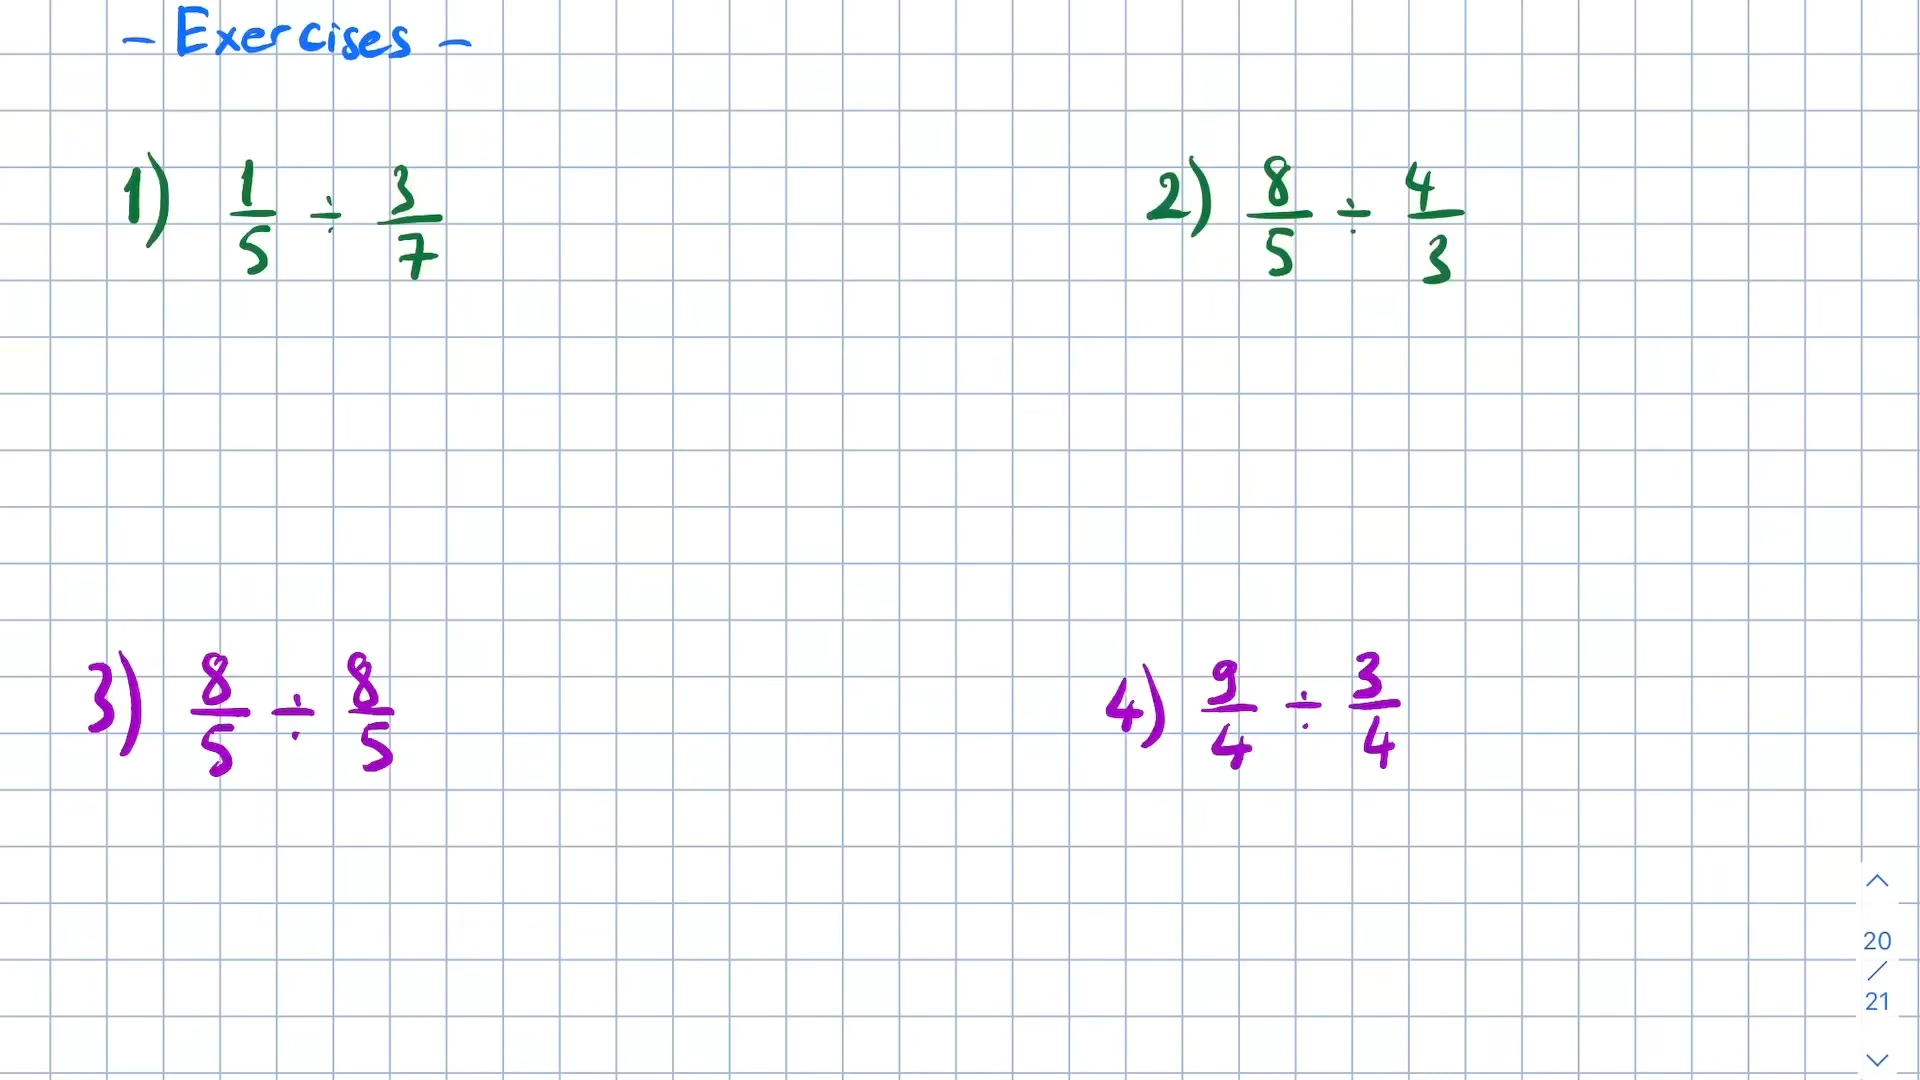 - Exercises -
1) 1/5 ÷ 3/7
2) 8/5 ÷ 4/3
3) 8/5 ÷ 8/5
4) 9/4 ÷ 3/4
20
/
21